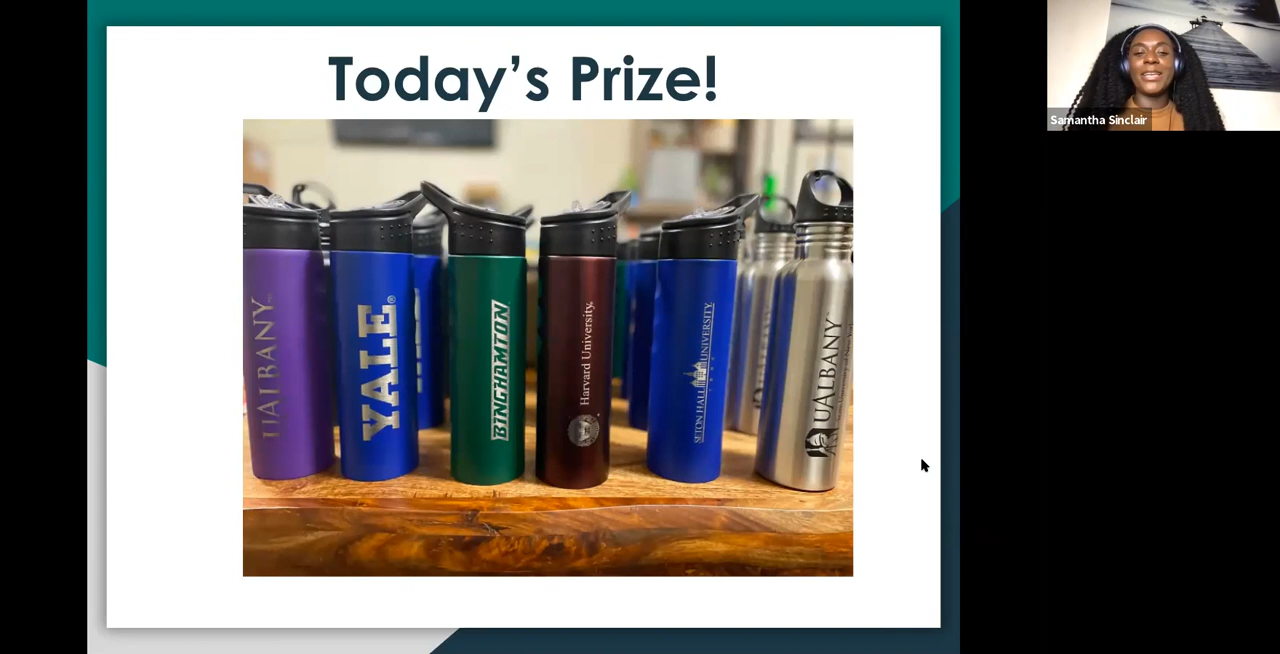 Today's Prize!
Samantha Sinclair
UALBANY
YALE®
BINGHAMTON
Harvard University®
SETON HALL UNIVERSITY
UALBANY